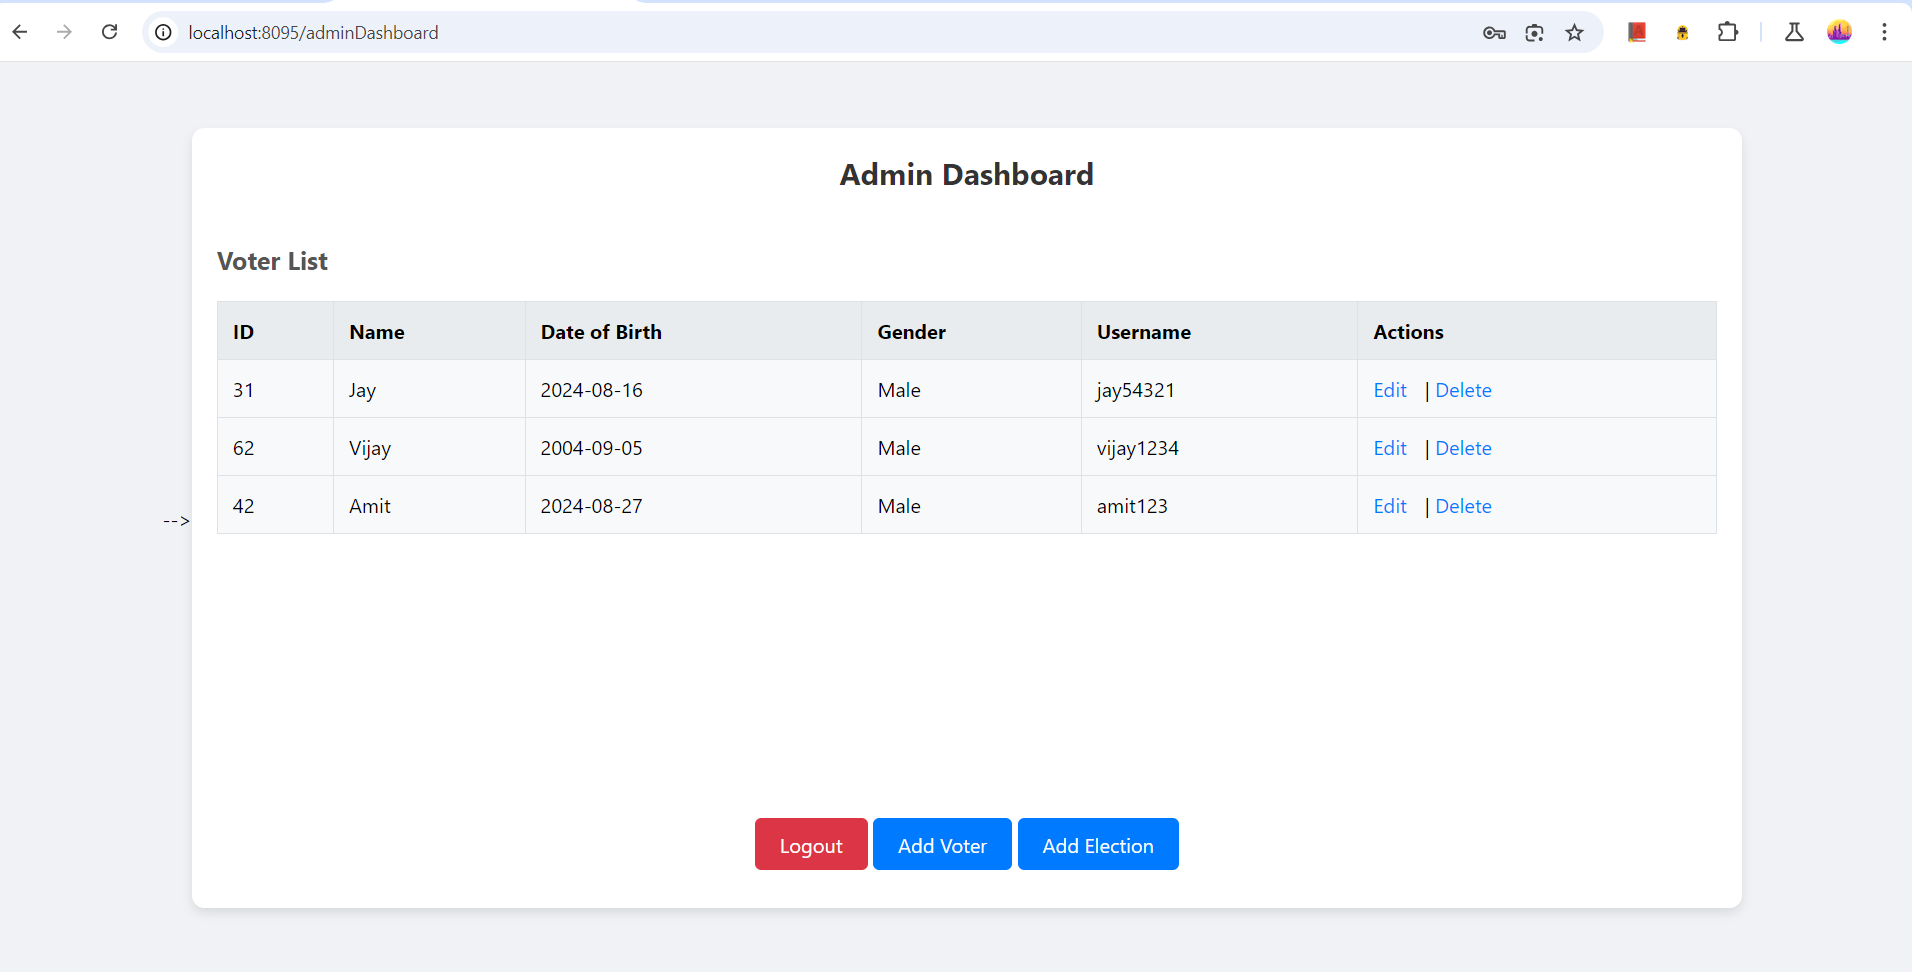 localhost:8095/adminDashboard
Admin Dashboard
Voter List
ID Name Date of Birth Gender Username Actions
31 Jay 2024-08-16 Male jay54321 Edit | Delete
62 Vijay 2004-09-05 Male vijay1234 Edit | Delete
42 Amit 2024-08-27 Male amit123 Edit | Delete
-->
Logout Add Voter Add Election